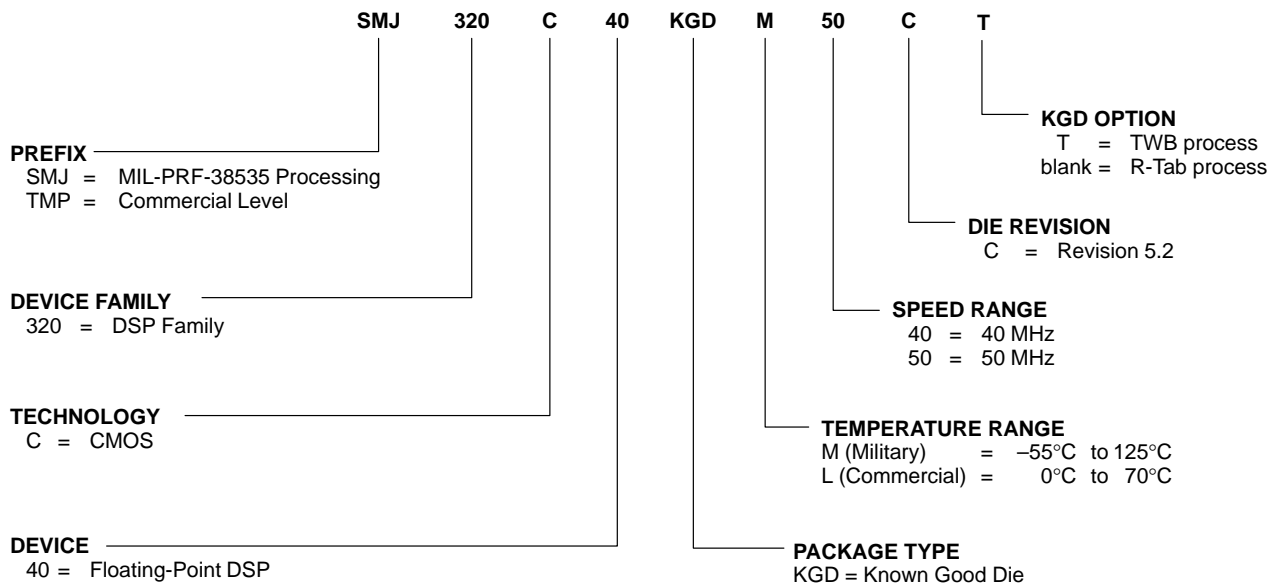 SMJ 320 C 40 KGD M 50 C T
PREFIX
SMJ = MIL-PRF-38535 Processing
TMP = Commercial Level
DEVICE FAMILY
320 = DSP Family
TECHNOLOGY
C = CMOS
DEVICE
40 = Floating-Point DSP
KGD OPTION
T = TWB process
blank = R-Tab process
DIE REVISION
C = Revision 5.2
SPEED RANGE
40 = 40 MHz
50 = 50 MHz
TEMPERATURE RANGE
M (Military) = –55°C to 125°C
L (Commercial) = 0°C to 70°C
PACKAGE TYPE
KGD = Known Good Die